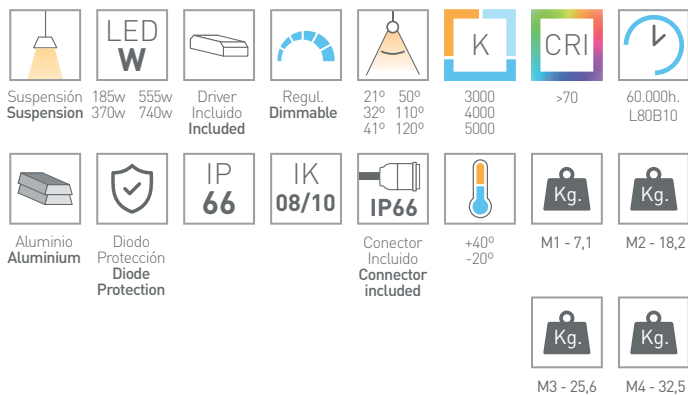 LED
W
Suspensión
Suspension
185w 555w
370w 740w
Driver
Incluido
Included
Regul.
Dimmable
21º 50º
32º 110º
41º 120º
K
3000
4000
5000
CRI
>70
60.000h.
L80B10
Aluminio
Aluminium
Diodo
Protección
Diode
Protection
IP
66
IK
08/10
IP66
Conector
Incluido
Connector
included
+40º
-20º
Kg.
M1 - 7,1
Kg.
M2 - 18,2
Kg.
M3 - 25,6
Kg.
M4 - 32,5